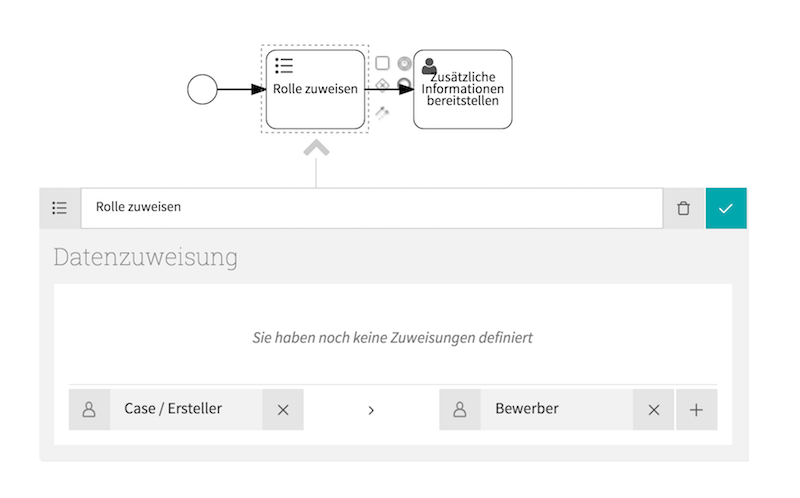 Rolle zuweisen
Zusätzliche
Informationen
bereitstellen
Rolle zuweisen
Datenzuweisung
Sie haben noch keine Zuweisungen definiert
Case / Ersteller
Bewerber